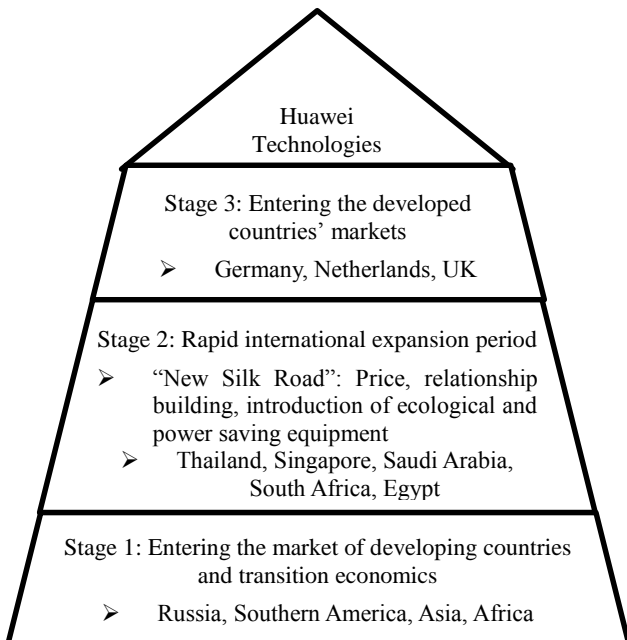 Huawei
Technologies
Stage 3: Entering the developed
countries’ markets
➢ Germany, Netherlands, UK
Stage 2: Rapid international expansion period
➢ “New Silk Road”: Price, relationship
building, introduction of ecological and
power saving equipment
➢ Thailand, Singapore, Saudi Arabia,
South Africa, Egypt
Stage 1: Entering the market of developing countries
and transition economics
➢ Russia, Southern America, Asia, Africa